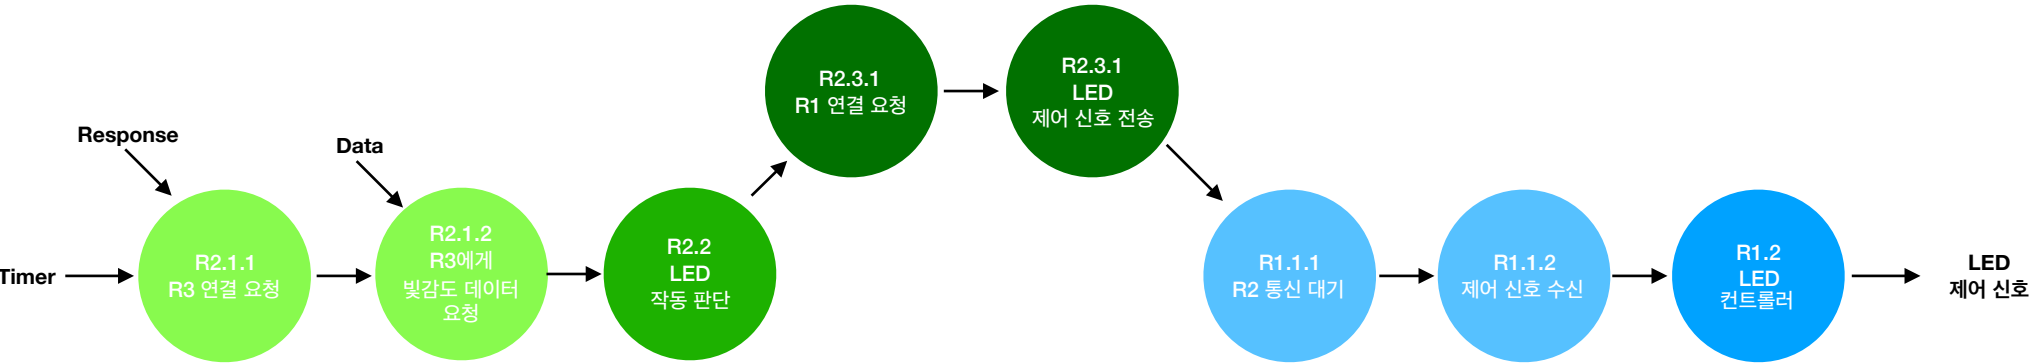 Timer
Response
R2.1.1
R3 연결 요청
Data
R2.1.2
R3에게
빛감도 데이터
요청
R2.2
LED
작동 판단
R2.3.1
R1 연결 요청
R2.3.1
LED
제어 신호 전송
R1.1.1
R2 통신 대기
R1.1.2
제어 신호 수신
R1.2
LED
컨트롤러
LED
제어 신호